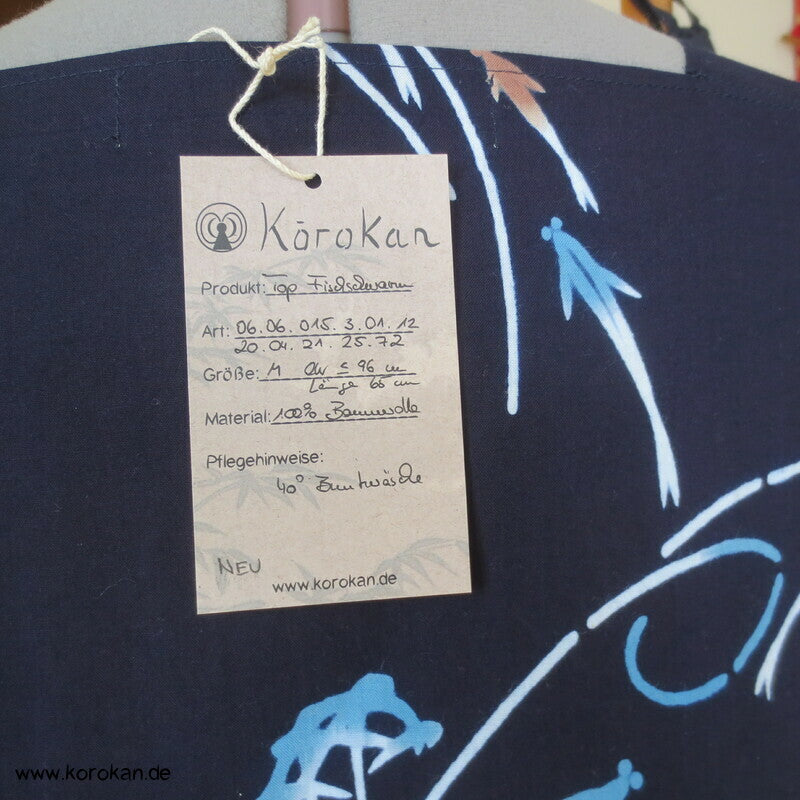 Kōrokan
Produkt: Top Fischschwarm
Art: 06.06.015.3.01.12
20.04.21.25.72
Größe: M OW ≤ 96 cm
Länge 65 cm
Material: 100% Baumwolle
Pflegehinweise:
40° Buntwäsche
NEU
www.korokan.de
www.korokan.de